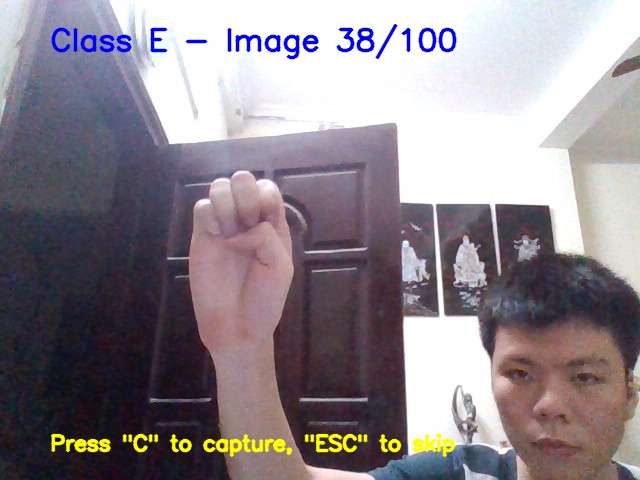 Class E - Image 38/100
Press "C" to capture, "ESC" to skip